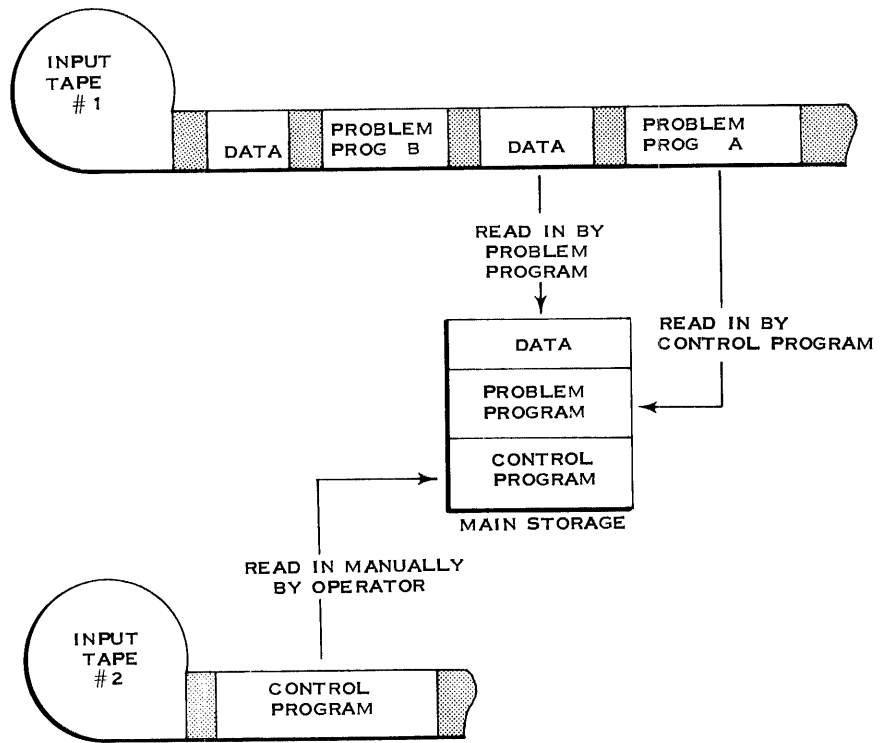 INPUT
TAPE
#1
DATA
PROBLEM
PROG B
DATA
PROBLEM
PROG A
READ IN BY
PROBLEM
PROGRAM
READ IN BY
CONTROL PROGRAM
DATA
PROBLEM
PROGRAM
CONTROL
PROGRAM
MAIN STORAGE
READ IN MANUALLY
BY OPERATOR
INPUT
TAPE
#2
CONTROL
PROGRAM